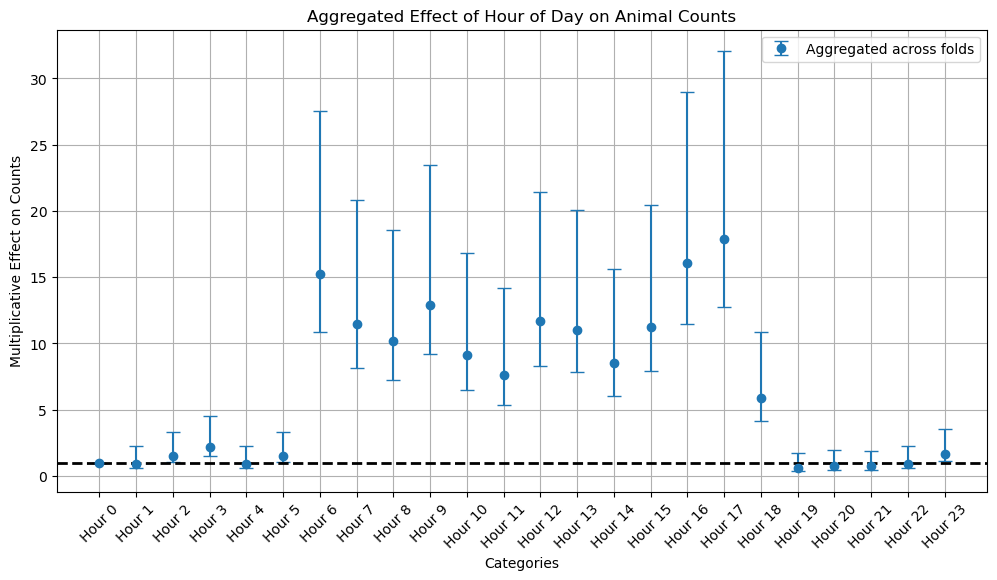 Aggregated Effect of Hour of Day on Animal Counts
Aggregated across folds
Multiplicative Effect on Counts
30
25
20
15
10
5
0
Hour 0
Hour 1
Hour 2
Hour 3
Hour 4
Hour 5
Hour 6
Hour 7
Hour 8
Hour 9
Hour 10
Hour 11
Hour 12
Hour 13
Hour 14
Hour 15
Hour 16
Hour 17
Hour 18
Hour 19
Hour 20
Hour 21
Hour 22
Hour 23
Categories